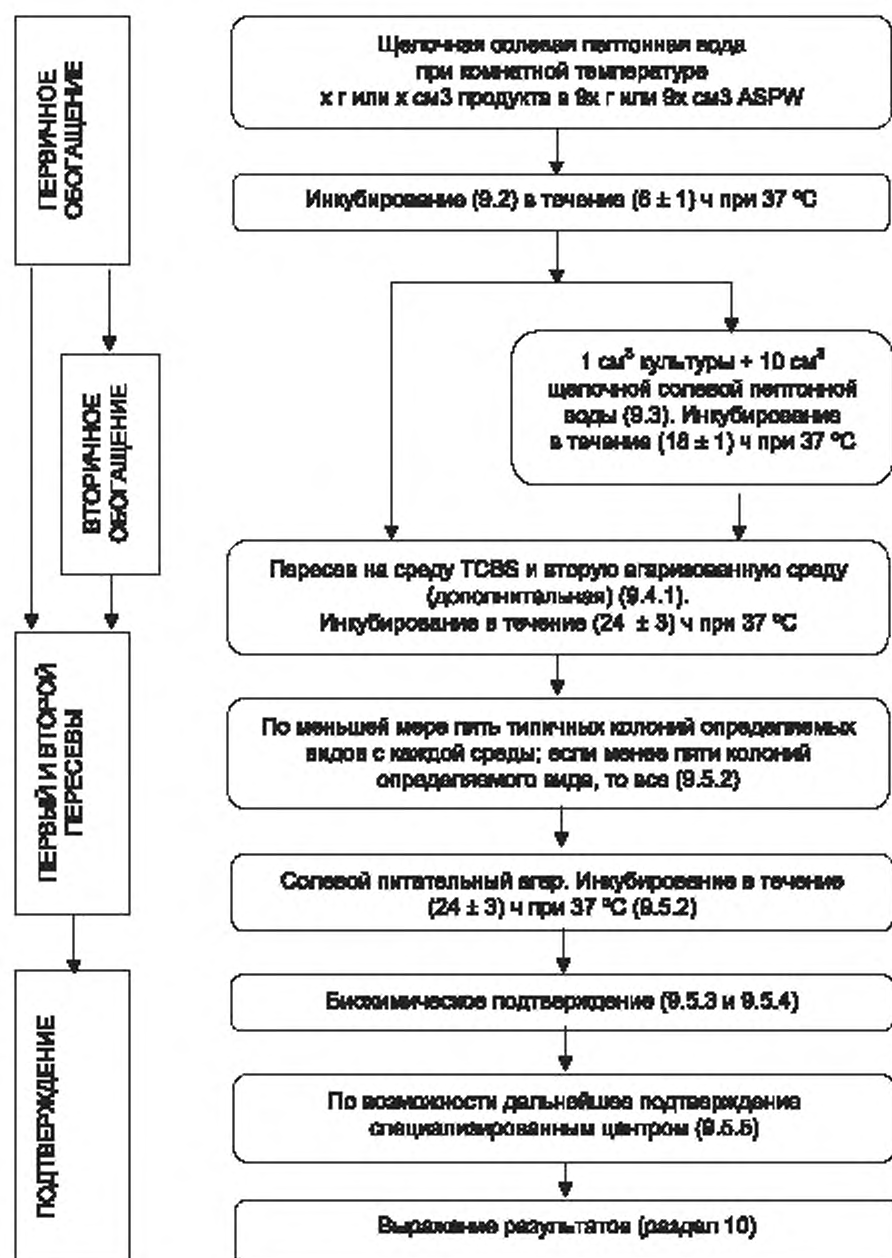 ПЕРВИЧНОЕ
ОБОГАЩЕНИЕ
Щелочная солевая пептонная вода
при комнатной температуре
х г или х см3 продукта в 9х г или 9х см3 ASPW
Инкубирование (9.2) в течение (6 ± 1) ч при 37 ºС
ВТОРИЧНОЕ
ОБОГАЩЕНИЕ
1 см³ культуры + 10 см³
щелочной солевой пептонной
воды (9.3). Инкубирование
в течение (18 ± 1) ч при 37 ºС
ПЕРВЫЙ И ВТОРОЙ
ПЕРЕСЕВЫ
Пересев на среду TCBS и вторую агаризованную среду
(дополнительная) (9.4.1).
Инкубирование в течение (24 ± 3) ч при 37 ºС
По меньшей мере пять типичных колоний определяемых
видов с каждой среды; если менее пяти колоний
определяемого вида, то все (9.5.2)
Солевой питательный агар. Инкубирование в течение
(24 ± 3) ч при 37 ºС (9.5.2)
ПОДТВЕРЖДЕНИЕ
Биохимическое подтверждение (9.5.3 и 9.5.4)
По возможности дальнейшее подтверждение
специализированным центром (9.5.5)
Выражение результатов (раздел 10)